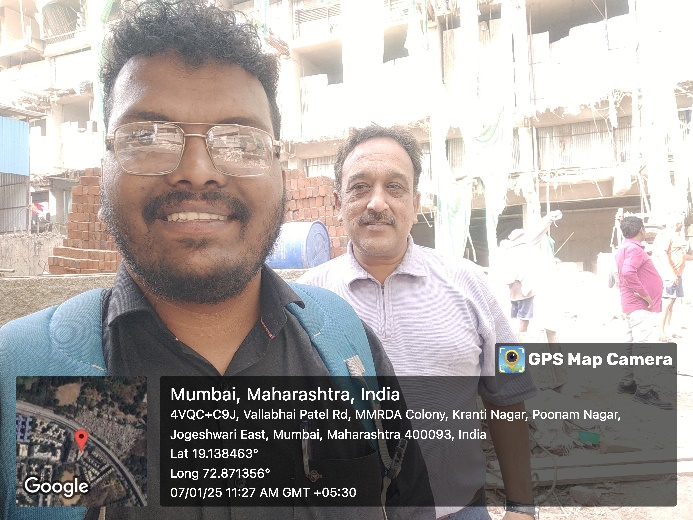 GPS Map Camera
Mumbai, Maharashtra, India
4VQC+C9J, Vallabhai Patel Rd, MMRDA Colony, Kranti Nagar, Poonam Nagar,
Jogeshwari East, Mumbai, Maharashtra 400093, India
Lat 19.138463°
Long 72.871356°
07/01/25 11:27 AM GMT +05:30
Google